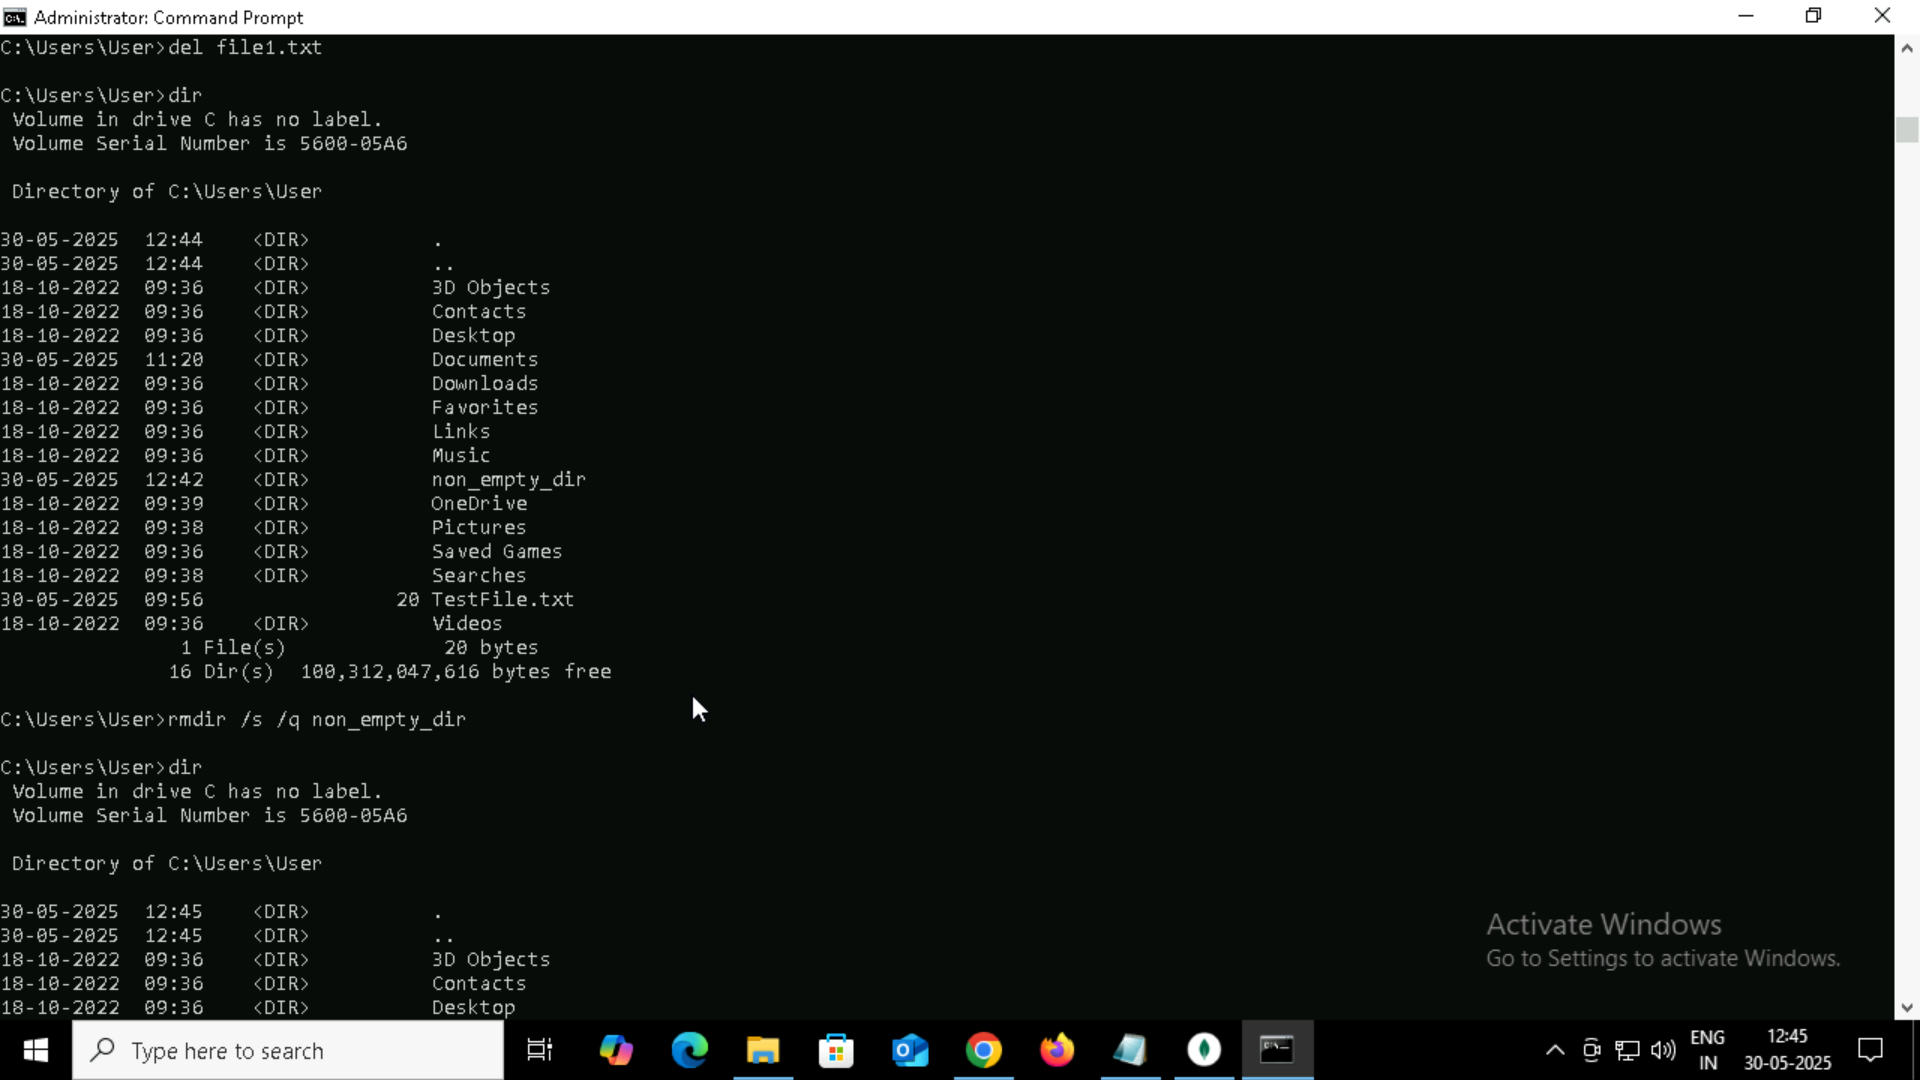 Administrator: Command Prompt
C:\Users\User>del file1.txt
C:\Users\User>dir
Volume in drive C has no label.
Volume Serial Number is 5600-05A6
Directory of C:\Users\User
30-05-2025  12:44    <DIR>          .
30-05-2025  12:44    <DIR>          ..
18-10-2022  09:36    <DIR>          3D Objects
18-10-2022  09:36    <DIR>          Contacts
18-10-2022  09:36    <DIR>          Desktop
30-05-2025  11:20    <DIR>          Documents
18-10-2022  09:36    <DIR>          Downloads
18-10-2022  09:36    <DIR>          Favorites
18-10-2022  09:36    <DIR>          Links
18-10-2022  09:36    <DIR>          Music
30-05-2025  12:42    <DIR>          non_empty_dir
18-10-2022  09:39    <DIR>          OneDrive
18-10-2022  09:38    <DIR>          Pictures
18-10-2022  09:36    <DIR>          Saved Games
18-10-2022  09:38    <DIR>          Searches
30-05-2025  09:56                20 TestFile.txt
18-10-2022  09:36    <DIR>          Videos
1 File(s)             20 bytes
16 Dir(s)  100,312,047,616 bytes free
C:\Users\User>rmdir /s /q non_empty_dir
C:\Users\User>dir
Volume in drive C has no label.
Volume Serial Number is 5600-05A6
Directory of C:\Users\User
30-05-2025  12:45    <DIR>          .
30-05-2025  12:45    <DIR>          ..
18-10-2022  09:36    <DIR>          3D Objects
18-10-2022  09:36    <DIR>          Contacts
18-10-2022  09:36    <DIR>          Desktop
Activate Windows
Go to Settings to activate Windows.
Type here to search
ENG
IN
12:45
30-05-2025